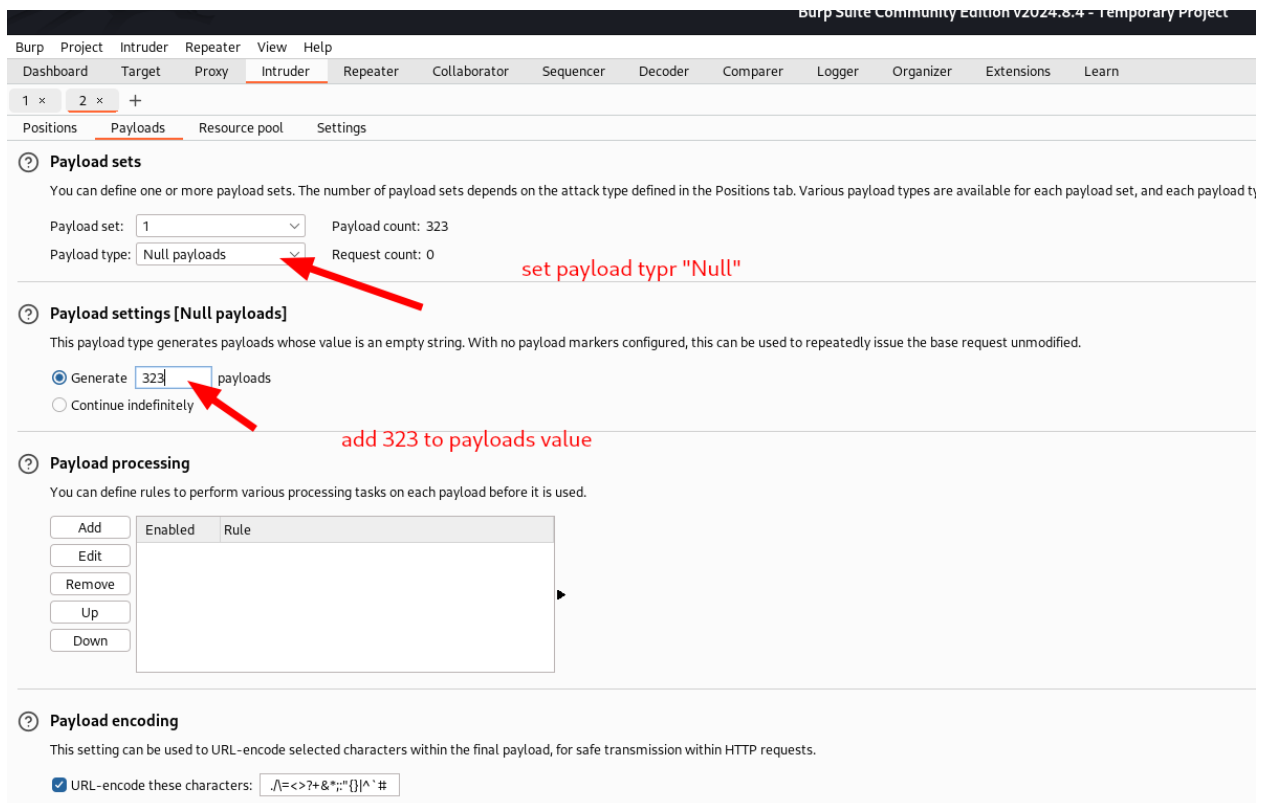 Burp Suite Community Edition v2024.8.4 - Temporary Project
Burp Project Intruder Repeater View Help
Dashboard Target Proxy Intruder Repeater Collaborator Sequencer Decoder Comparer Logger Organizer Extensions Learn
1 × 2 × +
Positions Payloads Resource pool Settings
? Payload sets
You can define one or more payload sets. The number of payload sets depends on the attack type defined in the Positions tab. Various payload types are available for each payload set, and each payload ty
Payload set: 1 Payload count: 323
Payload type: Null payloads Request count: 0
set payload typr "Null"
? Payload settings [Null payloads]
This payload type generates payloads whose value is an empty string. With no payload markers configured, this can be used to repeatedly issue the base request unmodified.
Generate 323 payloads
Continue indefinitely
add 323 to payloads value
? Payload processing
You can define rules to perform various processing tasks on each payload before it is used.
Add Enabled Rule
Edit
Remove
Up
Down
? Payload encoding
This setting can be used to URL-encode selected characters within the final payload, for safe transmission within HTTP requests.
URL-encode these characters: ./\=<>?+&*;:"{}|^`#